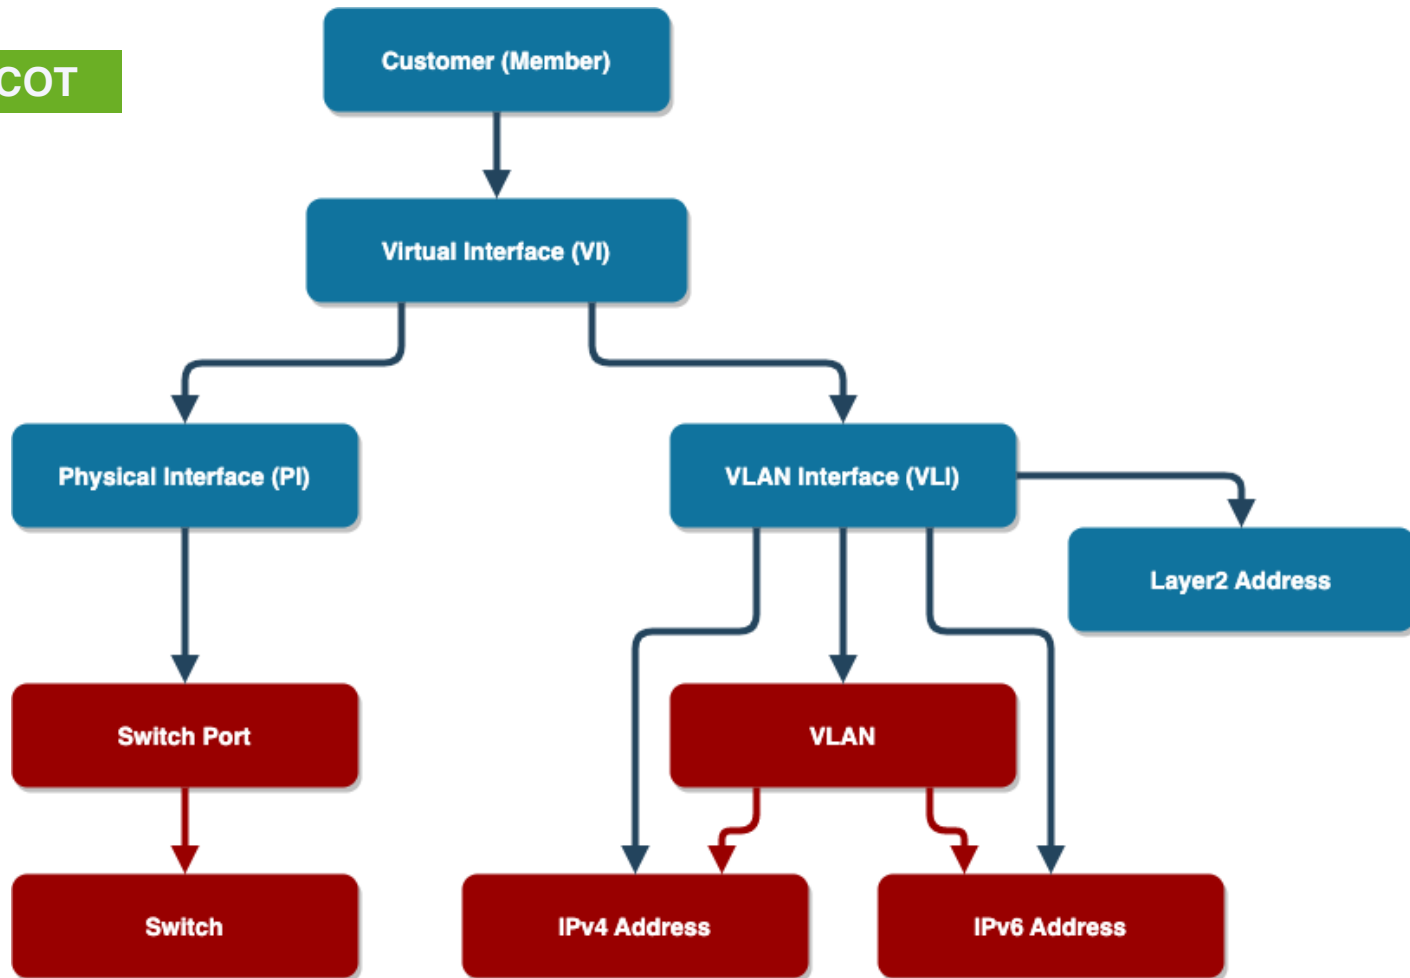 COT
Customer (Member)
Virtual Interface (VI)
Physical Interface (PI)
VLAN Interface (VLI)
Layer2 Address
Switch Port
VLAN
Switch
IPv4 Address
IPv6 Address